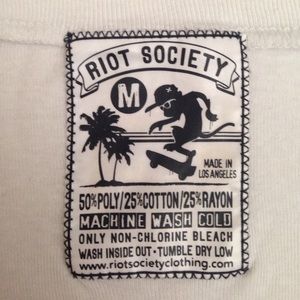 RIOT SOCIETY
M
MADE IN
LOS ANGELES
50%POLY/25%COTTON/25%RAYON
MACHINE WASH COLD
ONLY NON-CHLORINE BLEACH
WASH INSIDE OUT • TUMBLE DRY LOW
www.riotsocietyclothing.com